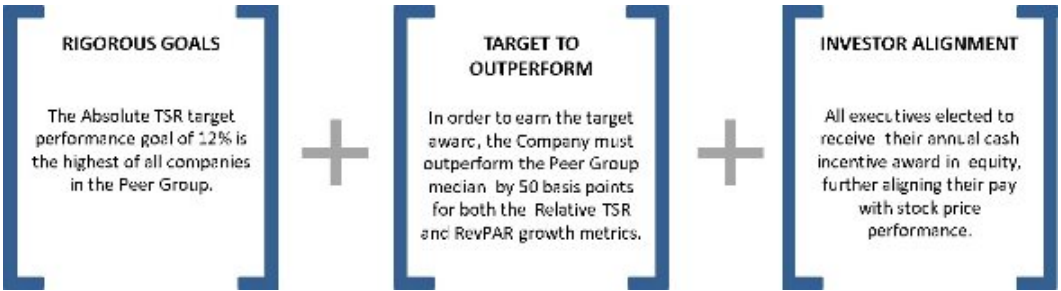 RIGOROUS GOALS
The Absolute TSR target
performance goal of 12% is
the highest of all companies
in the Peer Group.
TARGET TO
OUTPERFORM
In order to earn the target
award, the Company must
outperform the Peer Group
median by 50 basis points
for both the Relative TSR
and RevPAR growth metrics.
INVESTOR ALIGNMENT
All executives elected to
receive their annual cash
incentive award in equity,
further aligning their pay
with stock price
performance.